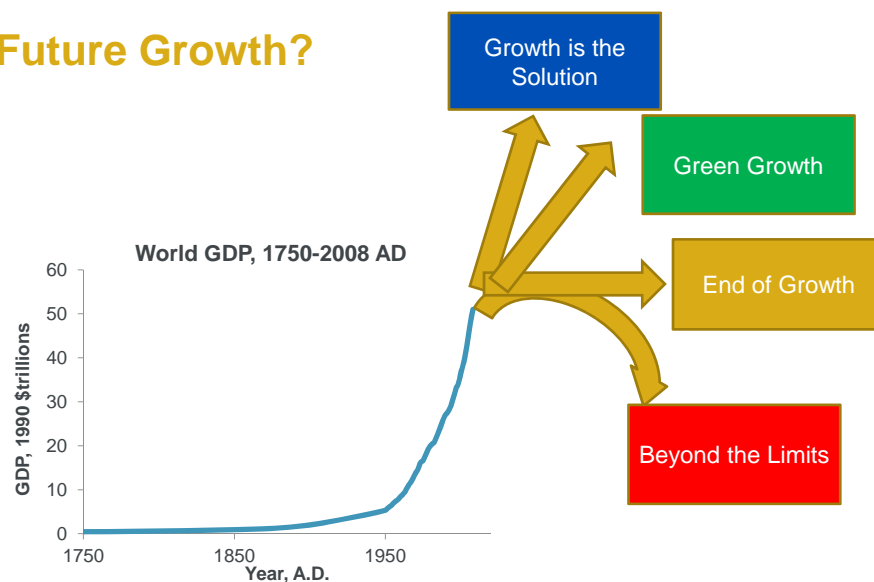 Future Growth?
Growth is the
Solution
Green Growth
End of Growth
Beyond the Limits
World GDP, 1750-2008 AD
GDP, 1990 $trillions
60
50
40
30
20
10
0
1750
1850
1950
Year, A.D.